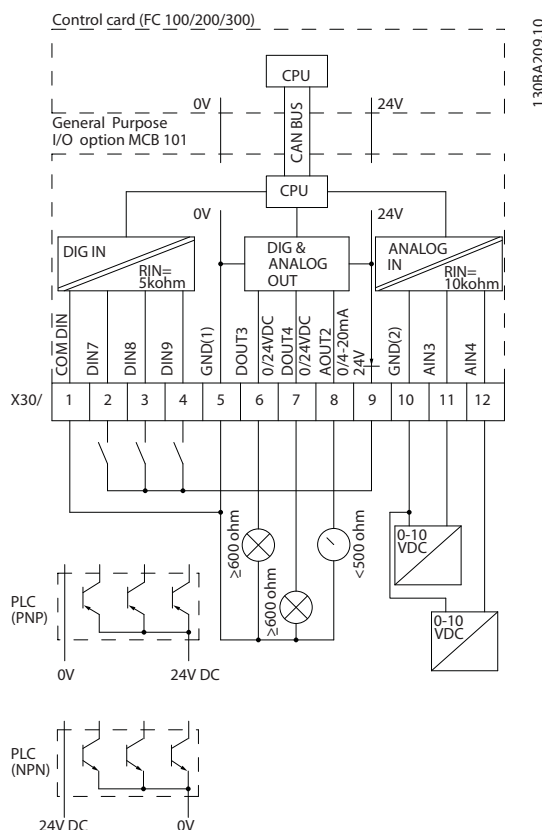 Control card (FC 100/200/300)
130BA209.10
CPU
0V
24V
General Purpose
I/O option MCB 101
CAN BUS
CPU
0V
24V
DIG IN
RIN=
5kohm
DIG &
ANALOG
OUT
ANALOG
IN
RIN=
10kohm
COM DIN
DIN7
DIN8
DIN9
GND(1)
DOUT3
0/24VDC
DOUT4
0/24VDC
AOUT2
0/4-20mA
24V
GND(2)
AIN3
AIN4
X30/ 1 2 3 4 5 6 7 8 9 10 11 12
≥600 ohm
≥600 ohm
<500 ohm
0-10
VDC
0-10
VDC
PLC
(PNP)
0V
24V DC
PLC
(NPN)
24V DC
0V